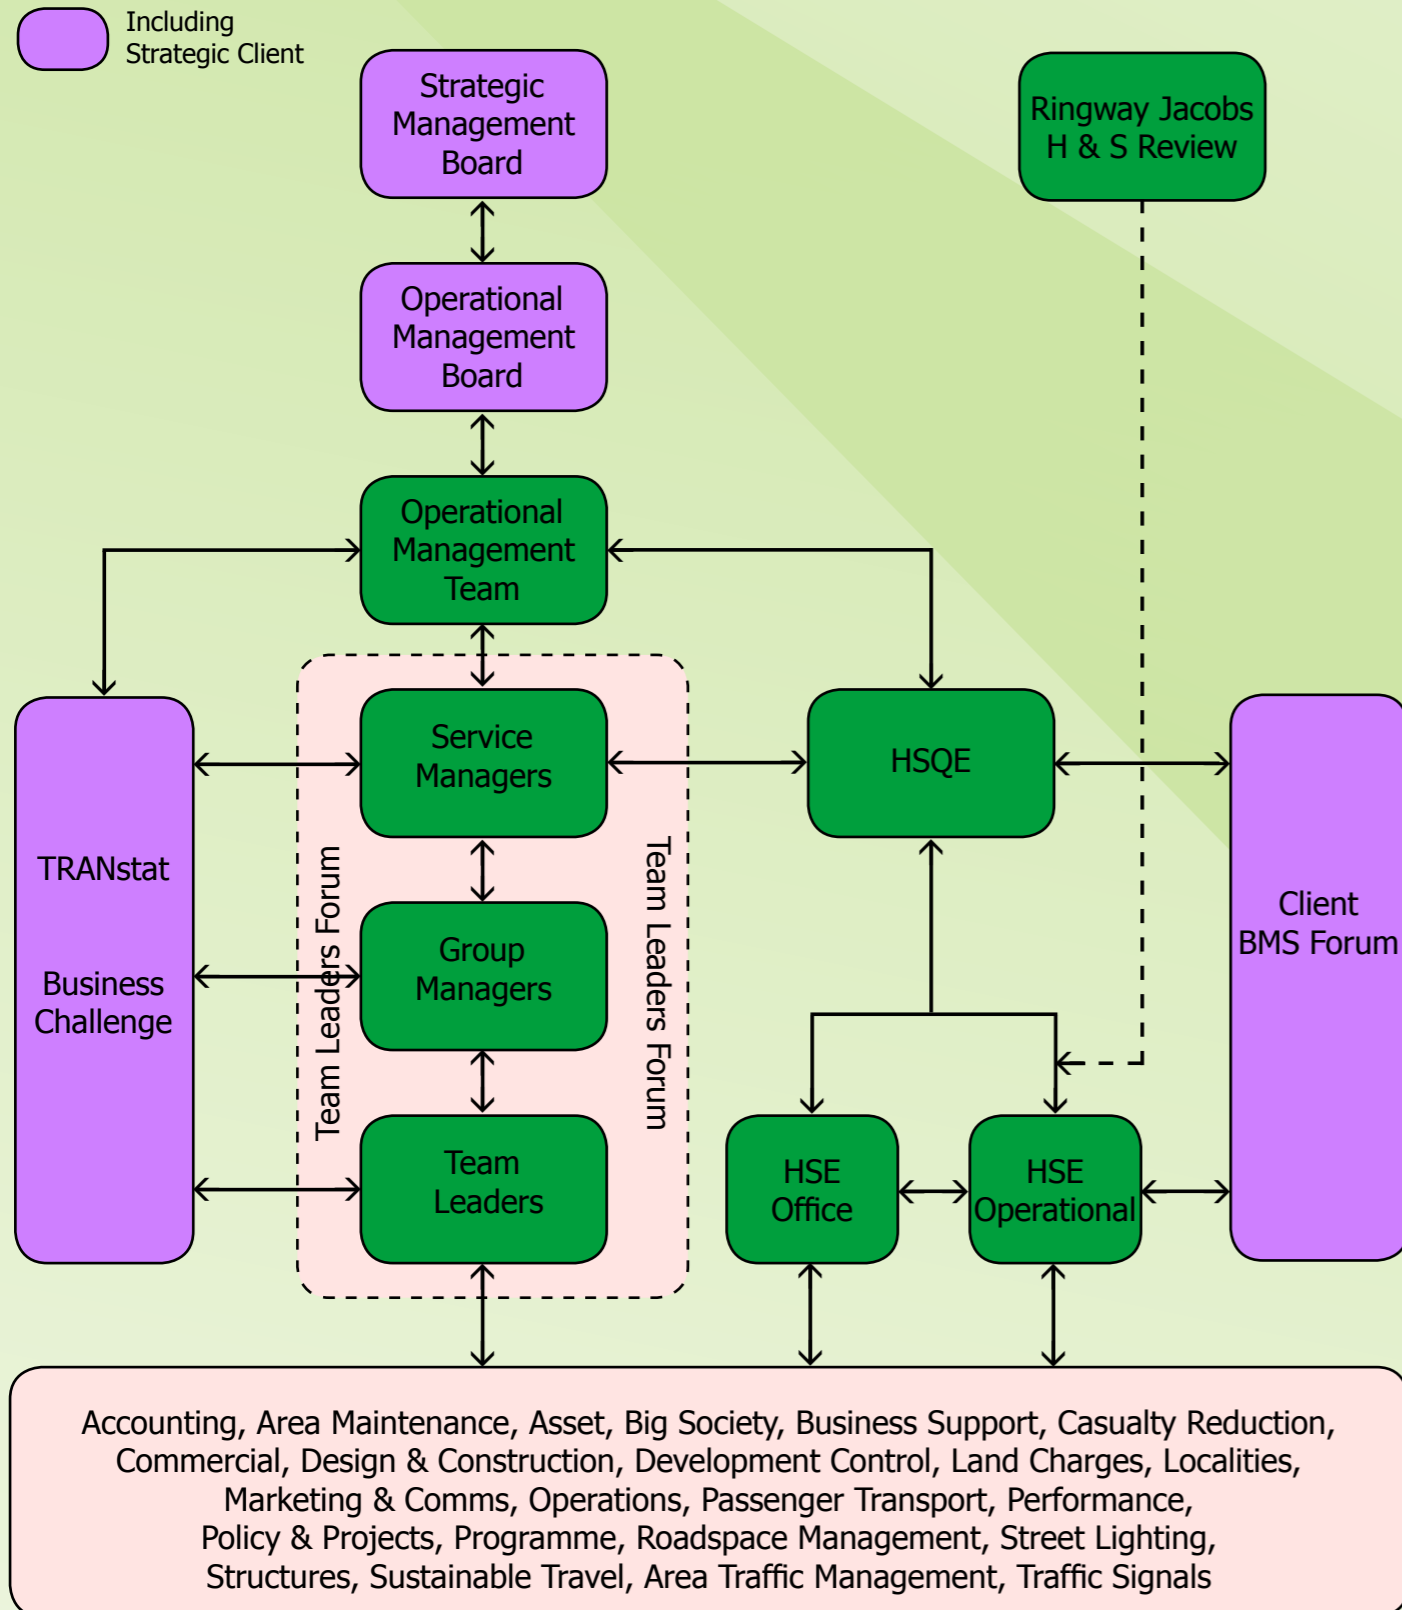 Including
Strategic Client
Strategic
Management
Board
Ringway Jacobs
H & S Review
Operational
Management
Board
Operational
Management
Team
Service
Managers
HSQE
TRANstat
Business
Challenge
Team Leaders Forum
Team Leaders Forum
Group
Managers
Client
BMS Forum
Team
Leaders
HSE
Office
HSE
Operational
Accounting, Area Maintenance, Asset, Big Society, Business Support, Casualty Reduction,
Commercial, Design & Construction, Development Control, Land Charges, Localities,
Marketing & Comms, Operations, Passenger Transport, Performance,
Policy & Projects, Programme, Roadspace Management, Street Lighting,
Structures, Sustainable Travel, Area Traffic Management, Traffic Signals